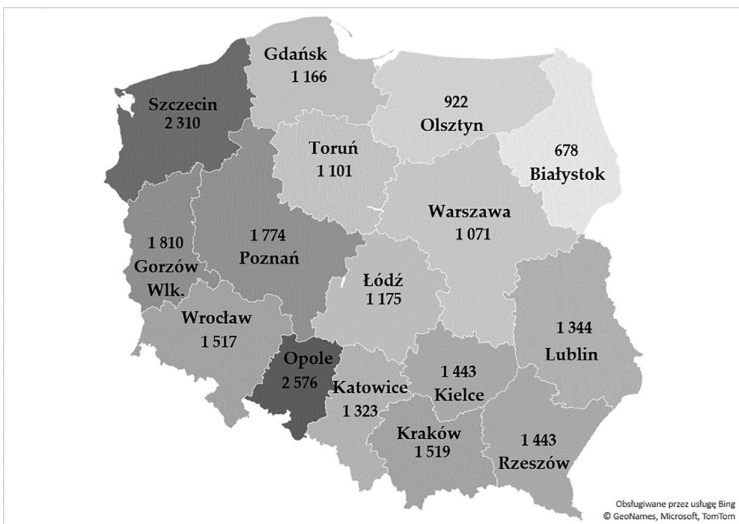 Gdańsk
1 166
Szczecin
2 310
922
Olsztyn
Toruń
1 101
678
Białystok
Warszawa
1 071
1 810
Gorzów
Wlk.
1 774
Poznań
Łódź
1 175
Wrocław
1 517
1 344
Lublin
Opole
2 576
Katowice
1 323
1 443
Kielce
Kraków
1 519
1 443
Rzeszów
Obsługiwane przez usługę Bing
© GeoNames, Microsoft, TomTom